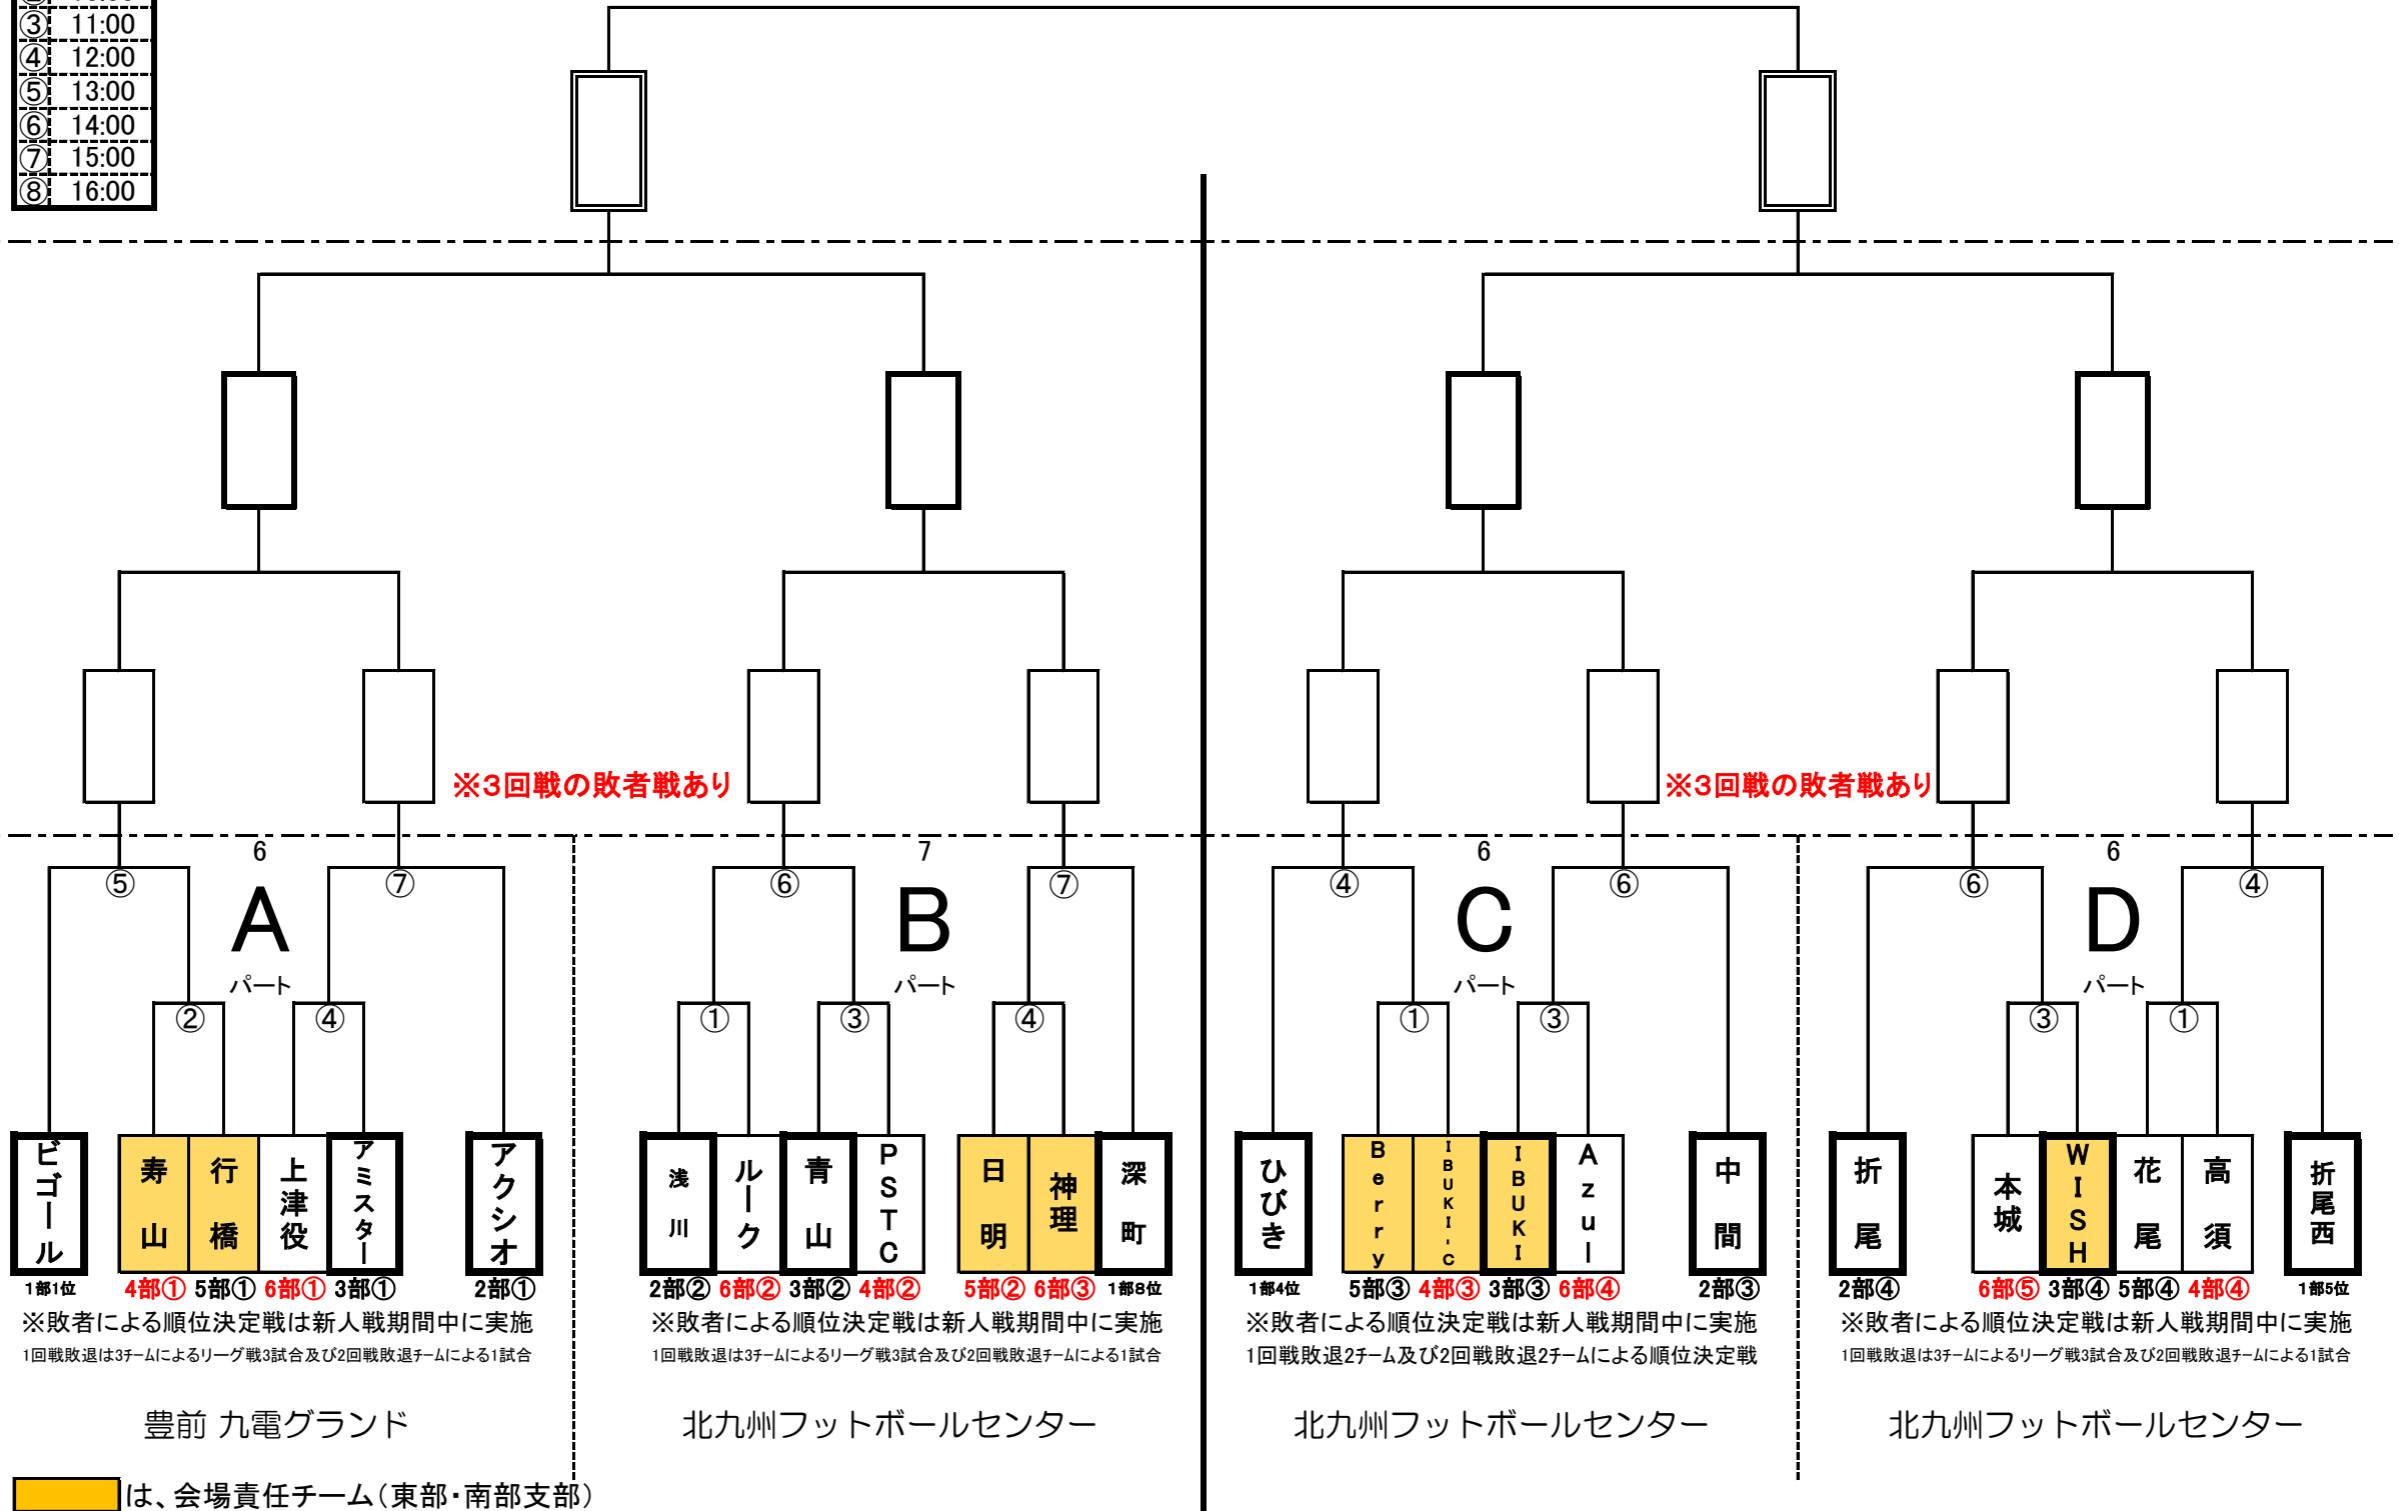 ② 10:00
③ 11:00
④ 12:00
⑤ 13:00
⑥ 14:00
⑦ 15:00
⑧ 16:00
※3回戦の敗者戦あり
※3回戦の敗者戦あり
6
⑤
⑦
A
パート
②
④
7
⑥
⑦
B
パート
①
③
④
6
④
⑥
C
パート
①
③
6
⑥
④
D
パート
③
①
ビゴール
寿山
行橋
上津役
アミスター
アクシオ
浅川
ルーク
青山
PSTC
日明
神理
深町
ひびき
Berry
IBUKI-C
IBUKI
Azul
中間
折尾
本城
WISH
花尾
高須
折尾西
1部1位 4部① 5部① 6部① 3部① 2部①
2部② 6部② 3部② 4部② 5部② 6部③ 1部8位
1部4位 5部③ 4部③ 3部③ 6部④ 2部③
2部④ 6部⑤ 3部④ 5部④ 4部④ 1部5位
※敗者による順位決定戦は新人戦期間中に実施
1回戦敗退は3チームによるリーグ戦3試合及び2回戦敗退チームによる1試合
※敗者による順位決定戦は新人戦期間中に実施
1回戦敗退は3チームによるリーグ戦3試合及び2回戦敗退チームによる1試合
※敗者による順位決定戦は新人戦期間中に実施
1回戦敗退2チーム及び2回戦敗退2チームによる順位決定戦
※敗者による順位決定戦は新人戦期間中に実施
1回戦敗退は3チームによるリーグ戦3試合及び2回戦敗退チームによる1試合
豊前 九電グランド
北九州フットボールセンター
北九州フットボールセンター
北九州フットボールセンター
は、会場責任チーム（東部・南部支部）